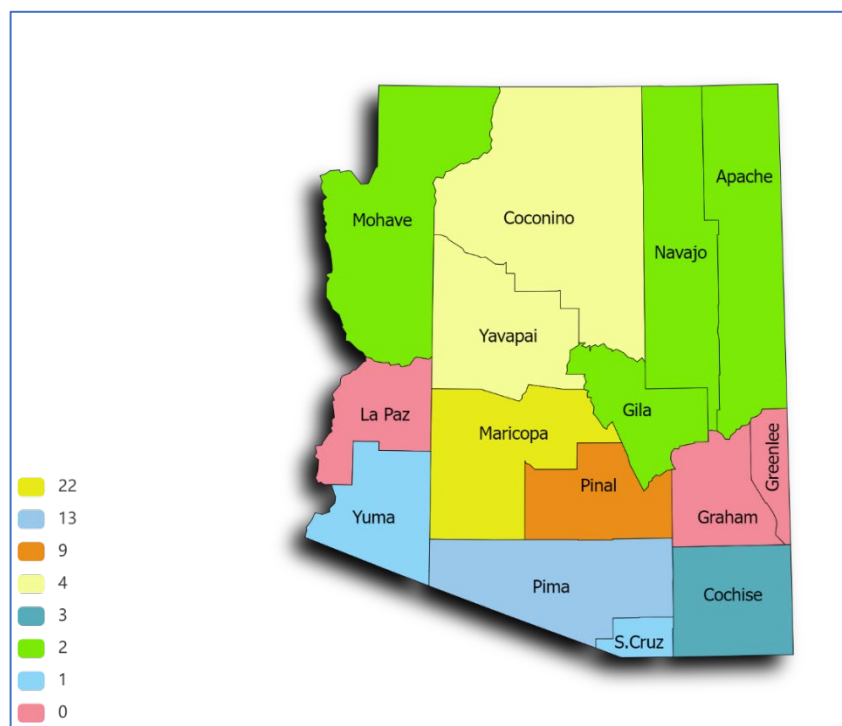 Apache
Mohave
Coconino
Navajo
Yavapai
La Paz
Gila
Maricopa
Greenlee
Pinal
Yuma
Graham
Pima
Cochise
S.Cruz
22
13
9
4
3
2
1
0